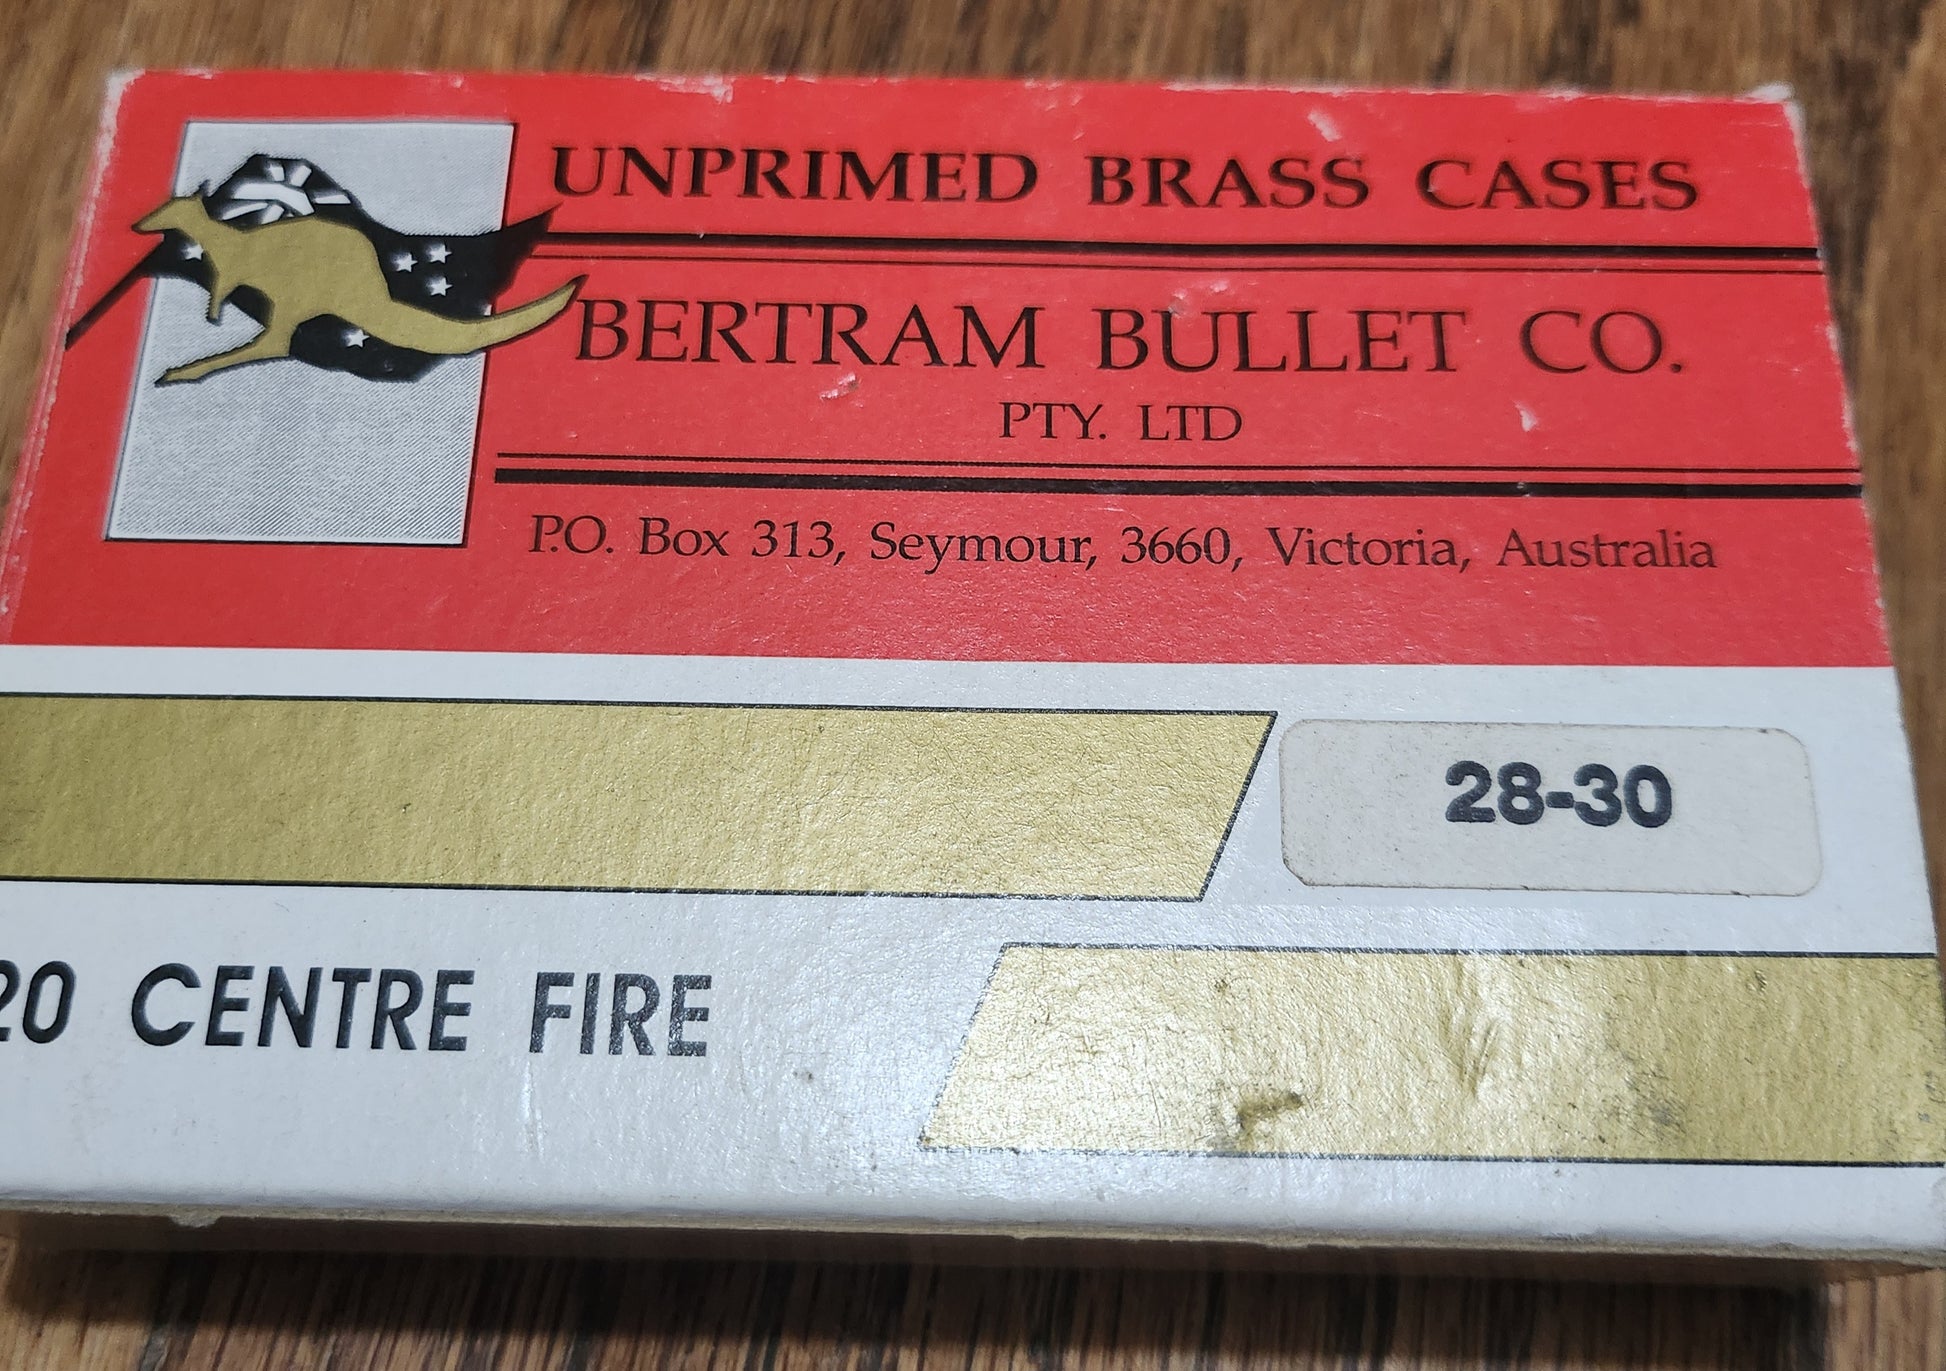 UNPRIMED BRASS CASES
BERTRAM BULLET CO.
PTY. LTD
P.O. Box 313, Seymour, 3660, Victoria, Australia
28-30
20 CENTRE FIRE